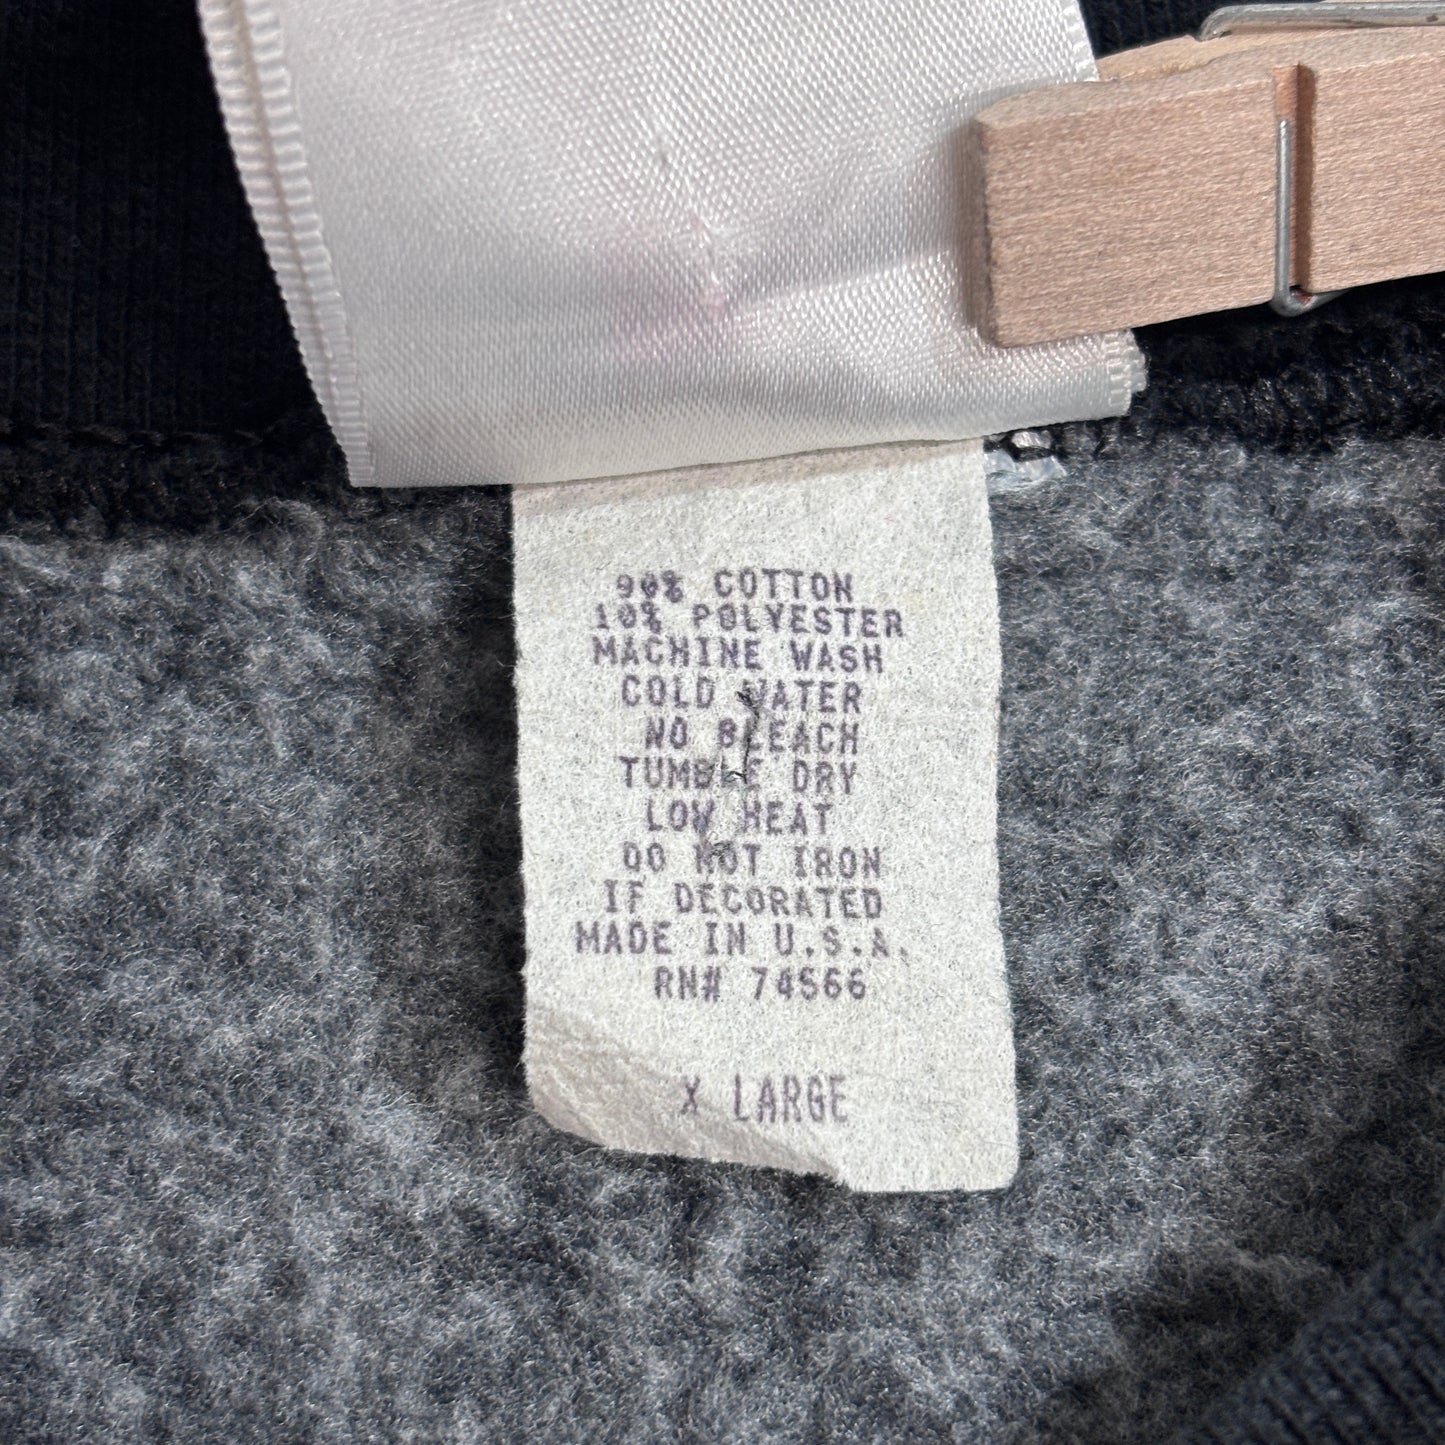 90% COTTON
10% POLYESTER
MACHINE WASH
COLD WATER
NO BLEACH
TUMBLE DRY
LOW HEAT
DO NOT IRON
IF DECORATED
MADE IN U.S.A.
RN# 74566
X LARGE